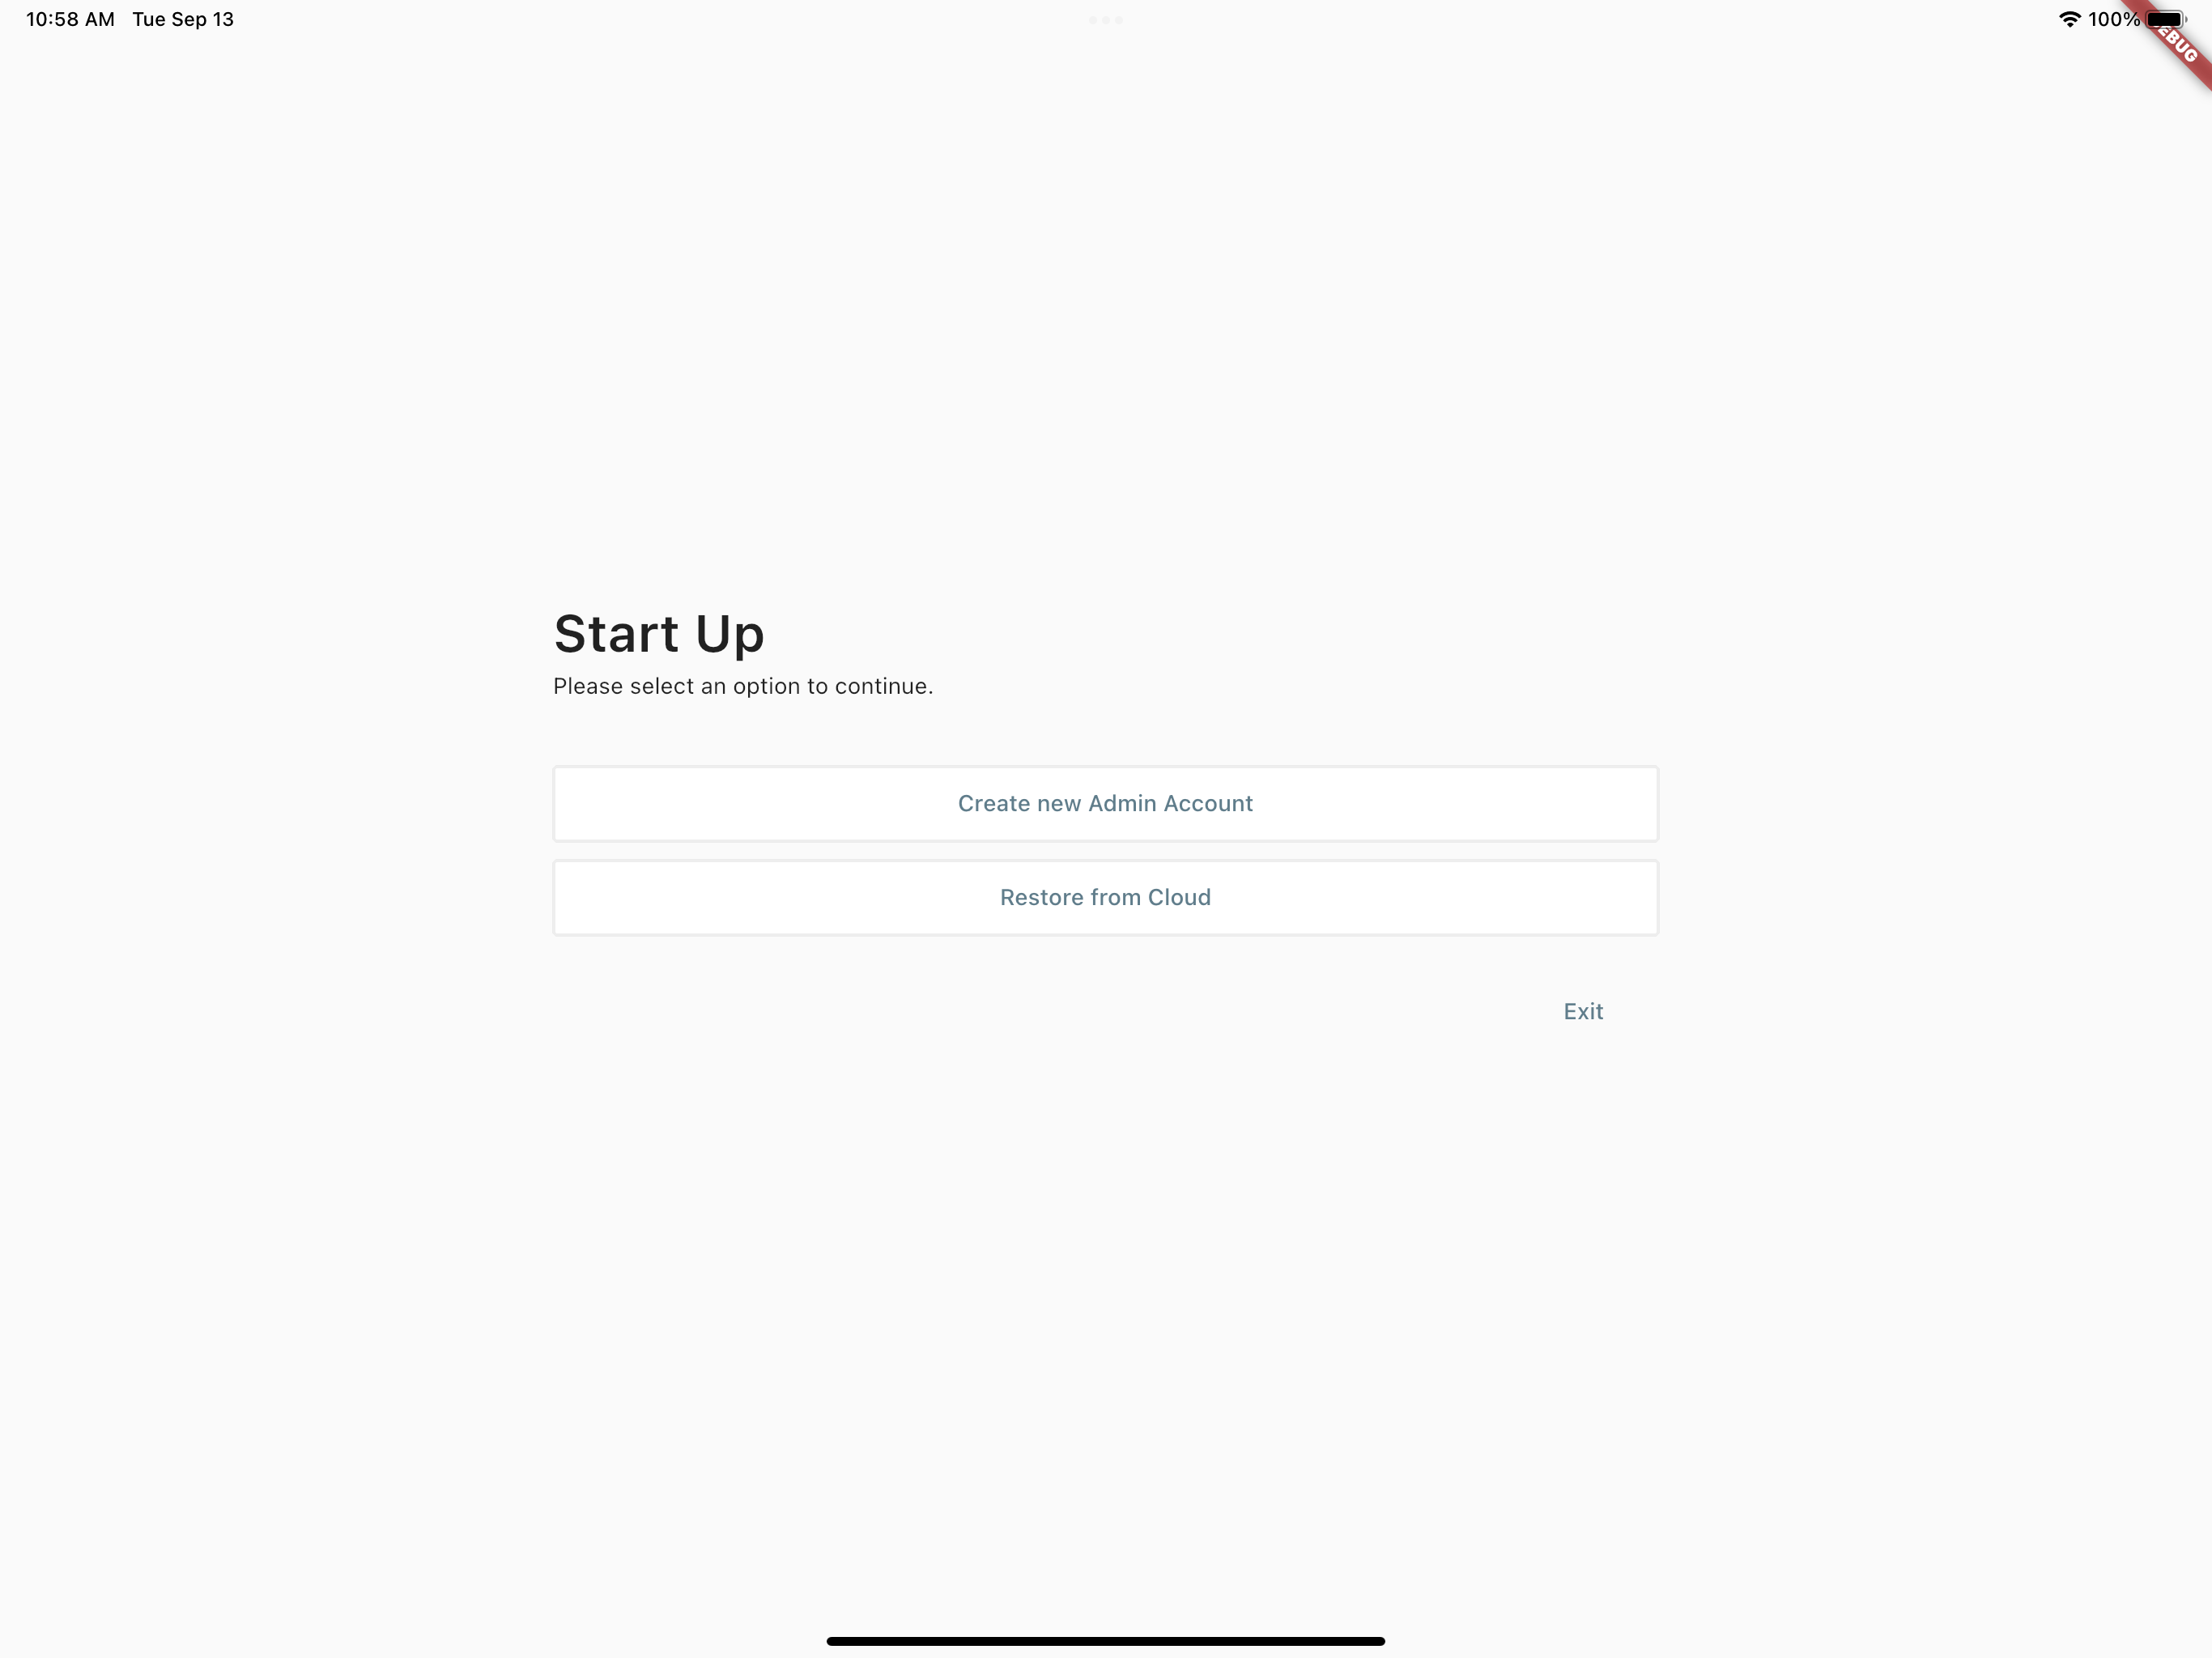 10:58 AM Tue Sep 13
100%
Start Up
Please select an option to continue.
Create new Admin Account
Restore from Cloud
Exit